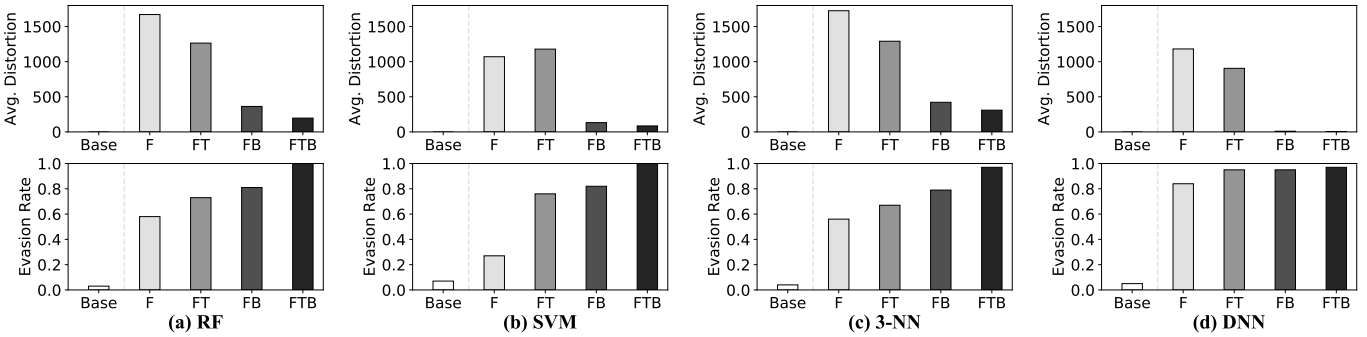 Avg. Distortion
1500
1000
500
0
Base F FT FB FTB
Evasion Rate
1.0
0.8
0.6
0.4
0.2
0.0
Base F FT FB FTB
(a) RF
Avg. Distortion
1500
1000
500
0
Base F FT FB FTB
Evasion Rate
1.0
0.8
0.6
0.4
0.2
0.0
Base F FT FB FTB
(b) SVM
Avg. Distortion
1500
1000
500
0
Base F FT FB FTB
Evasion Rate
1.0
0.8
0.6
0.4
0.2
0.0
Base F FT FB FTB
(c) 3-NN
Avg. Distortion
1500
1000
500
0
Base F FT FB FTB
Evasion Rate
1.0
0.8
0.6
0.4
0.2
0.0
Base F FT FB FTB
(d) DNN